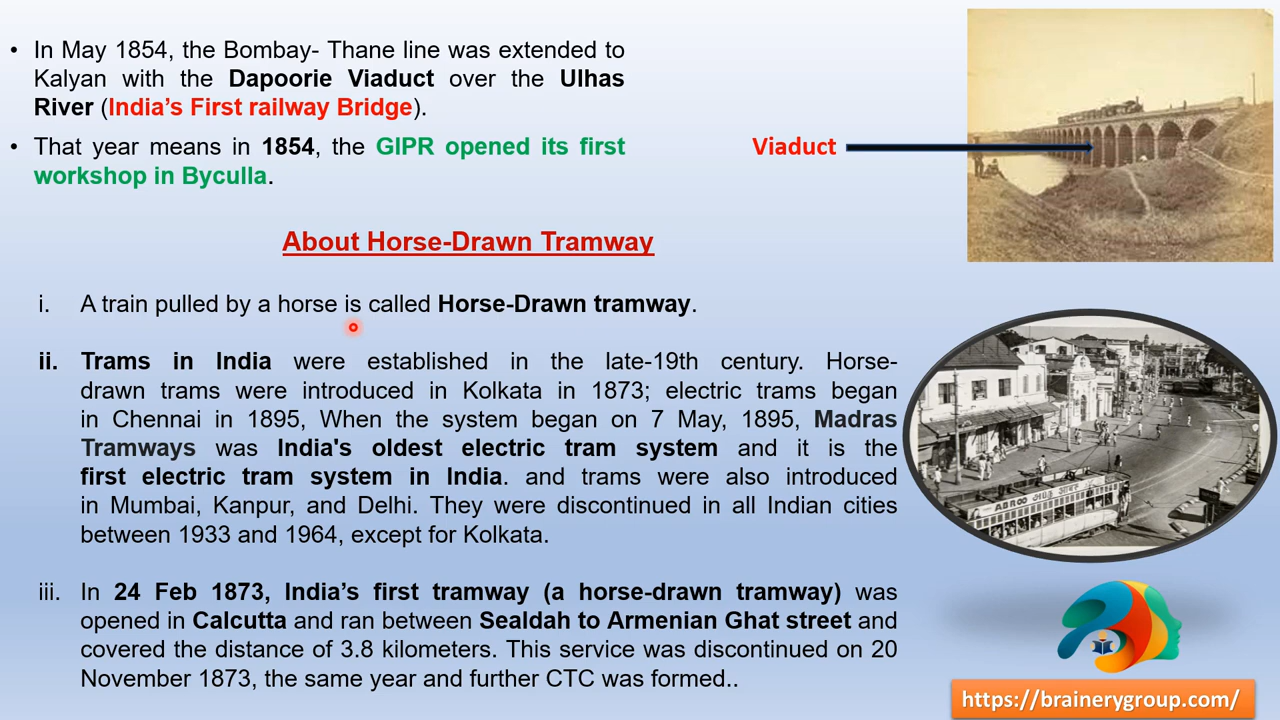 • In May 1854, the Bombay- Thane line was extended to
Kalyan with the Dapoorie Viaduct over the Ulhas
River (India’s First railway Bridge).
• That year means in 1854, the GIPR opened its first
workshop in Byculla.
Viaduct
About Horse-Drawn Tramway
i. A train pulled by a horse is called Horse-Drawn tramway.
ii. Trams in India were established in the late-19th century. Horse-
drawn trams were introduced in Kolkata in 1873; electric trams began
in Chennai in 1895, When the system began on 7 May, 1895, Madras
Tramways was India's oldest electric tram system and it is the
first electric tram system in India. and trams were also introduced
in Mumbai, Kanpur, and Delhi. They were discontinued in all Indian cities
between 1933 and 1964, except for Kolkata.
iii. In 24 Feb 1873, India’s first tramway (a horse-drawn tramway) was
opened in Calcutta and ran between Sealdah to Armenian Ghat street and
covered the distance of 3.8 kilometers. This service was discontinued on 20
November 1873, the same year and further CTC was formed..
https://brainerygroup.com/